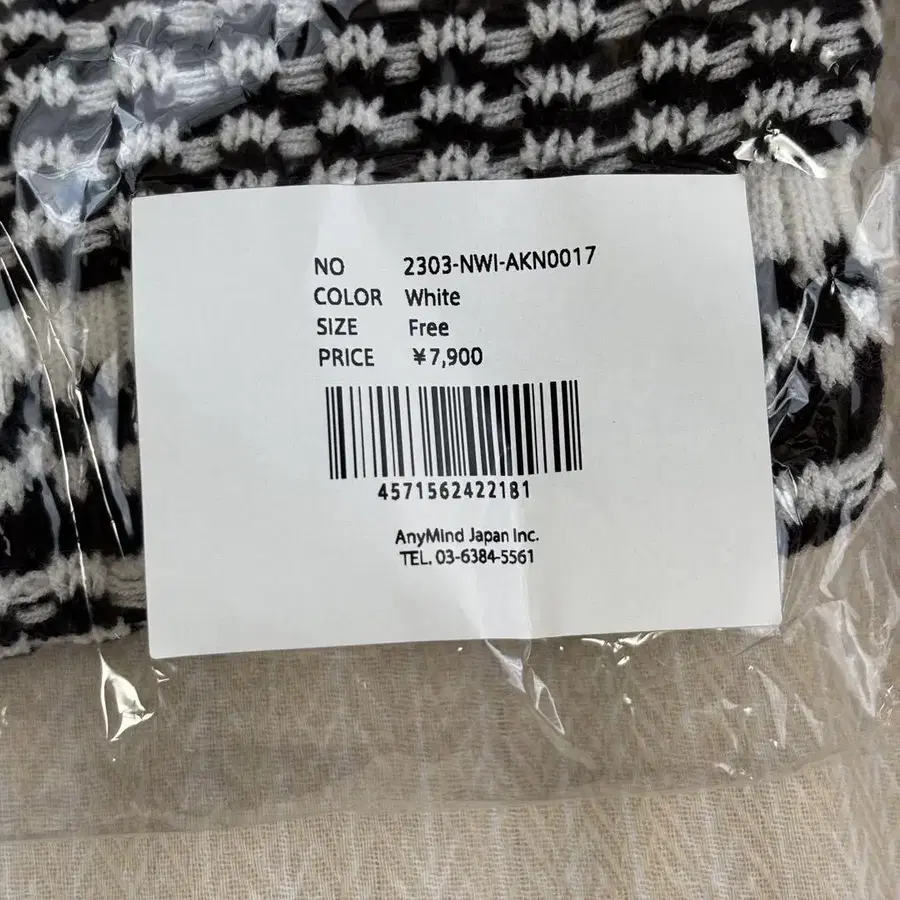 NO 2303-NWI-AKN0017
COLOR White
SIZE Free
PRICE ¥7,900
4571562422181
AnyMind Japan Inc.
TEL. 03-6384-5561